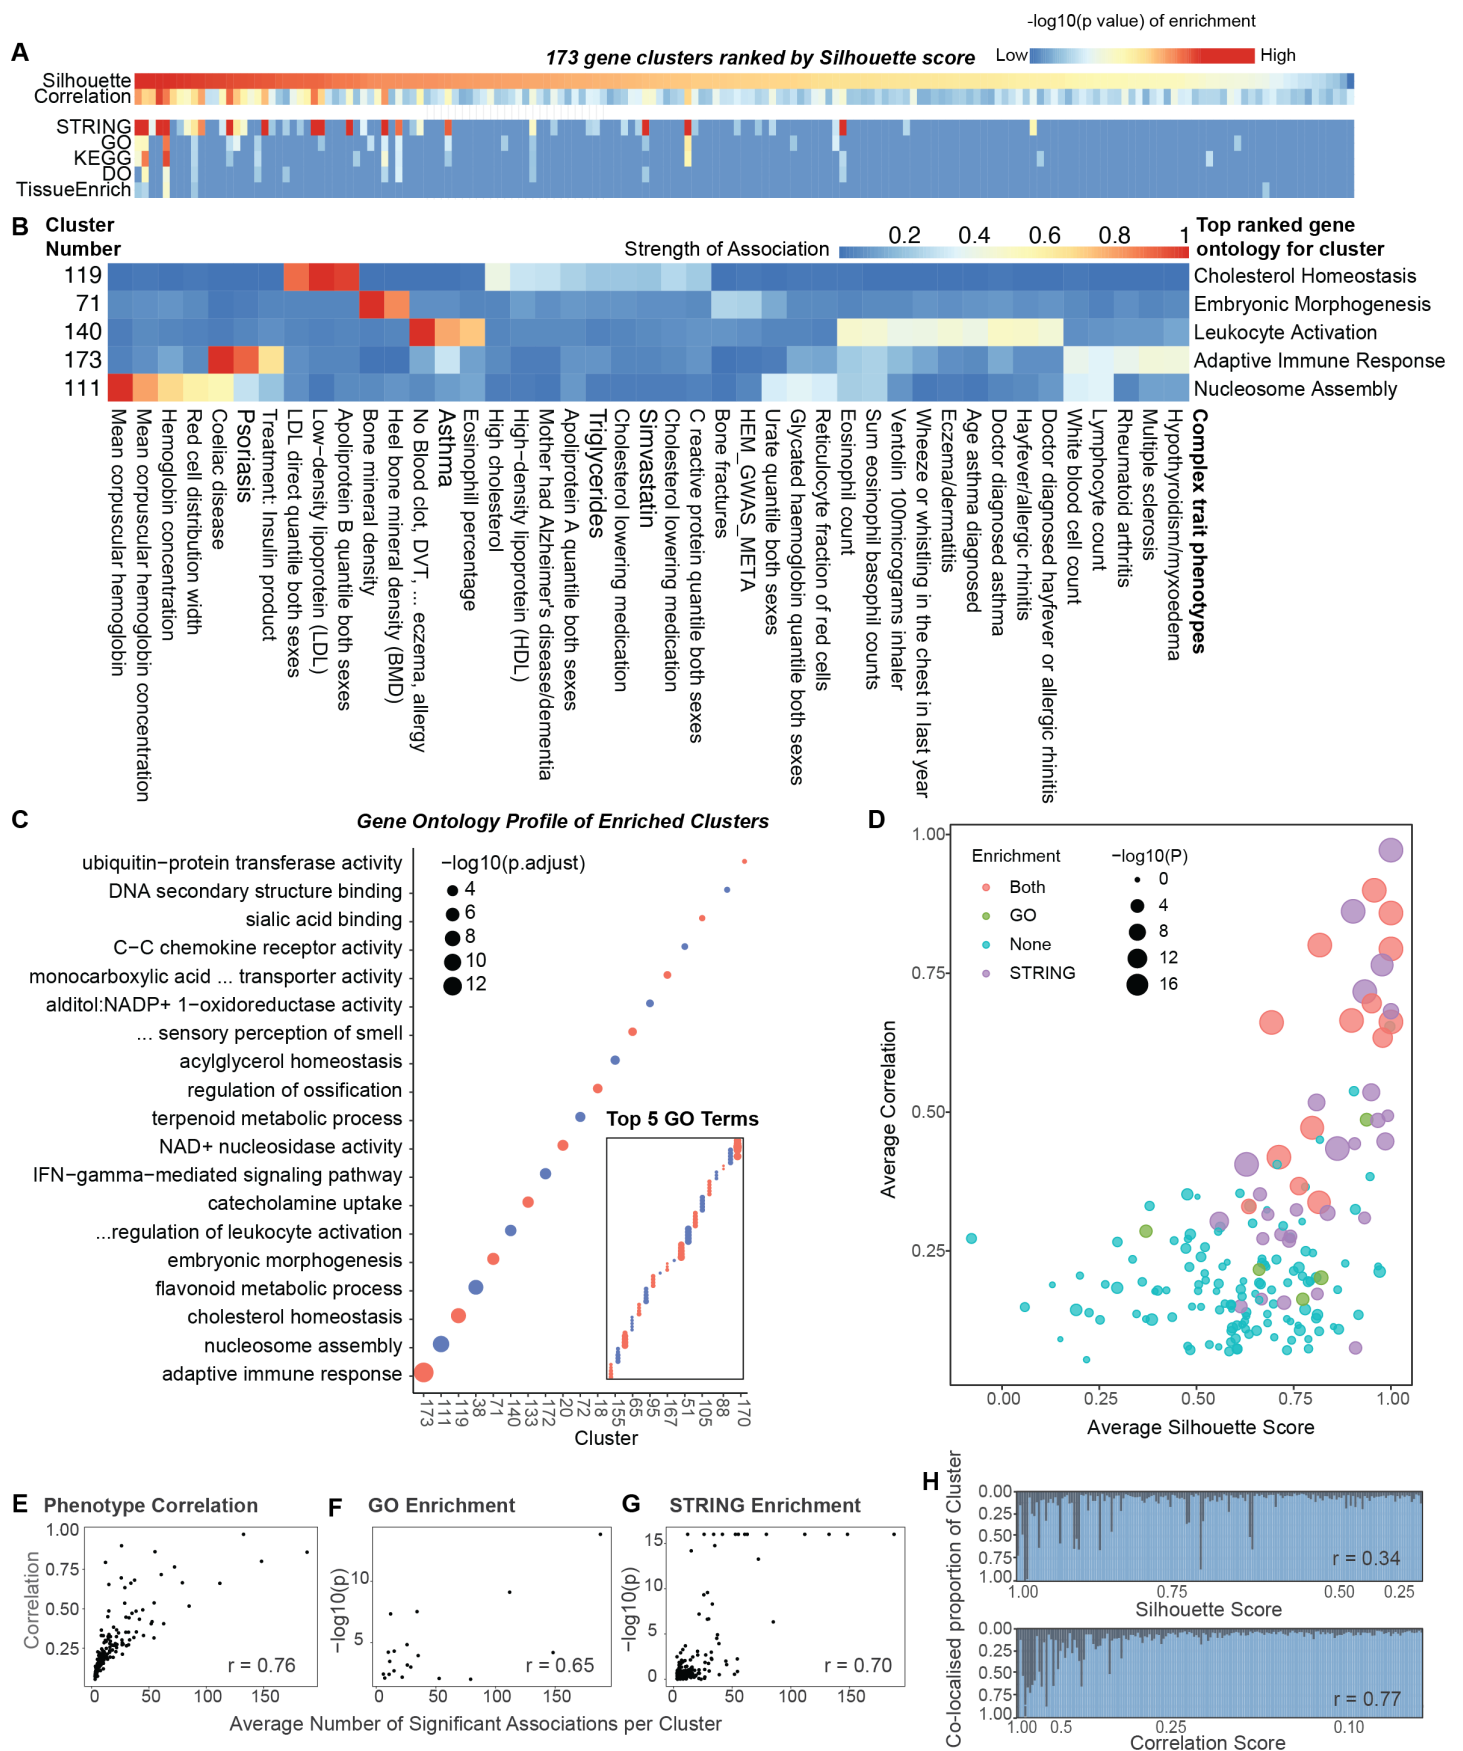 -log10(p value) of enrichment
A
173 gene clusters ranked by Silhouette score
Low
High
Silhouette
Correlation
STRING
GO
KEGG
DO
TissueEnrich
B
Cluster
Number
Strength of Association
0.2
0.4
0.6
0.8
1
Top ranked gene
ontology for cluster
119
Cholesterol Homeostasis
71
Embryonic Morphogenesis
140
Leukocyte Activation
173
Adaptive Immune Response
111
Nucleosome Assembly
Mean corpuscular hemoglobin
Mean corpuscular hemoglobin concentration
Hemoglobin concentration
Red cell distribution width
Coeliac disease
Psoriasis
Treatment: Insulin product
LDL direct quantile both sexes
Low−density lipoprotein (LDL)
Apoliprotein B quantile both sexes
Bone mineral density
Heel bone mineral density (BMD)
No Blood clot, DVT, ... eczema, allergy
Asthma
Eosinophill percentage
High cholesterol
High−density lipoprotein (HDL)
Mother had Alzheimer's disease/dementia
Apoliprotein A quantile both sexes
Triglycerides
Cholesterol lowering medication
Simvastatin
Cholesterol lowering medication
C reactive protein quantile both sexes
Bone fractures
HEM_GWAS_META
Urate quantile both sexes
Glycated haemoglobin quantile both sexes
Reticulocyte fraction of red cells
Eosinophil count
Sum eosinophil basophil counts
Ventolin 100micrograms inhaler
Wheeze or whistling in the chest in last year
Eczema/dermatitis
Age asthma diagnosed
Doctor diagnosed asthma
Hayfever/allergic rhinitis
Doctor diagnosed hayfever or allergic rhinitis
White blood cell count
Lymphocyte count
Rheumatoid arthritis
Multiple sclerosis
Hypothyroidism/myxoedema
Complex trait phenotypes
C
Gene Ontology Profile of Enriched Clusters
−log10(p.adjust)
4
6
8
10
12
ubiquitin−protein transferase activity
DNA secondary structure binding
sialic acid binding
C−C chemokine receptor activity
monocarboxylic acid ... transporter activity
alditol:NADP+ 1−oxidoreductase activity
... sensory perception of smell
acylglycerol homeostasis
regulation of ossification
terpenoid metabolic process
NAD+ nucleosidase activity
IFN−gamma−mediated signaling pathway
catecholamine uptake
...regulation of leukocyte activation
embryonic morphogenesis
flavonoid metabolic process
cholesterol homeostasis
nucleosome assembly
adaptive immune response
Top 5 GO Terms
173
111
119
38
71
140
133
172
20
72
18
155
65
95
167
51
105
88
170
Cluster
D
1.00
0.75
0.50
0.25
Average Correlation
Enrichment
Both
GO
None
STRING
−log10(P)
0
4
8
12
16
0.00
0.25
0.50
0.75
1.00
Average Silhouette Score
E
Phenotype Correlation
Correlation
1.00
0.75
0.50
0.25
r = 0.76
0
50
100
150
F
GO Enrichment
−log10(p)
10
5
r = 0.65
0
50
100
150
G
STRING Enrichment
−log10(p)
15
10
5
0
r = 0.70
0
50
100
150
Average Number of Significant Associations per Cluster
H
Co-localised proportion of Cluster
0.00
0.25
0.50
0.75
1.00
r = 0.34
1.00
0.75
0.50
0.25
Silhouette Score
0.00
0.25
0.50
0.75
1.00
r = 0.77
1.00
0.5
0.25
0.10
Correlation Score